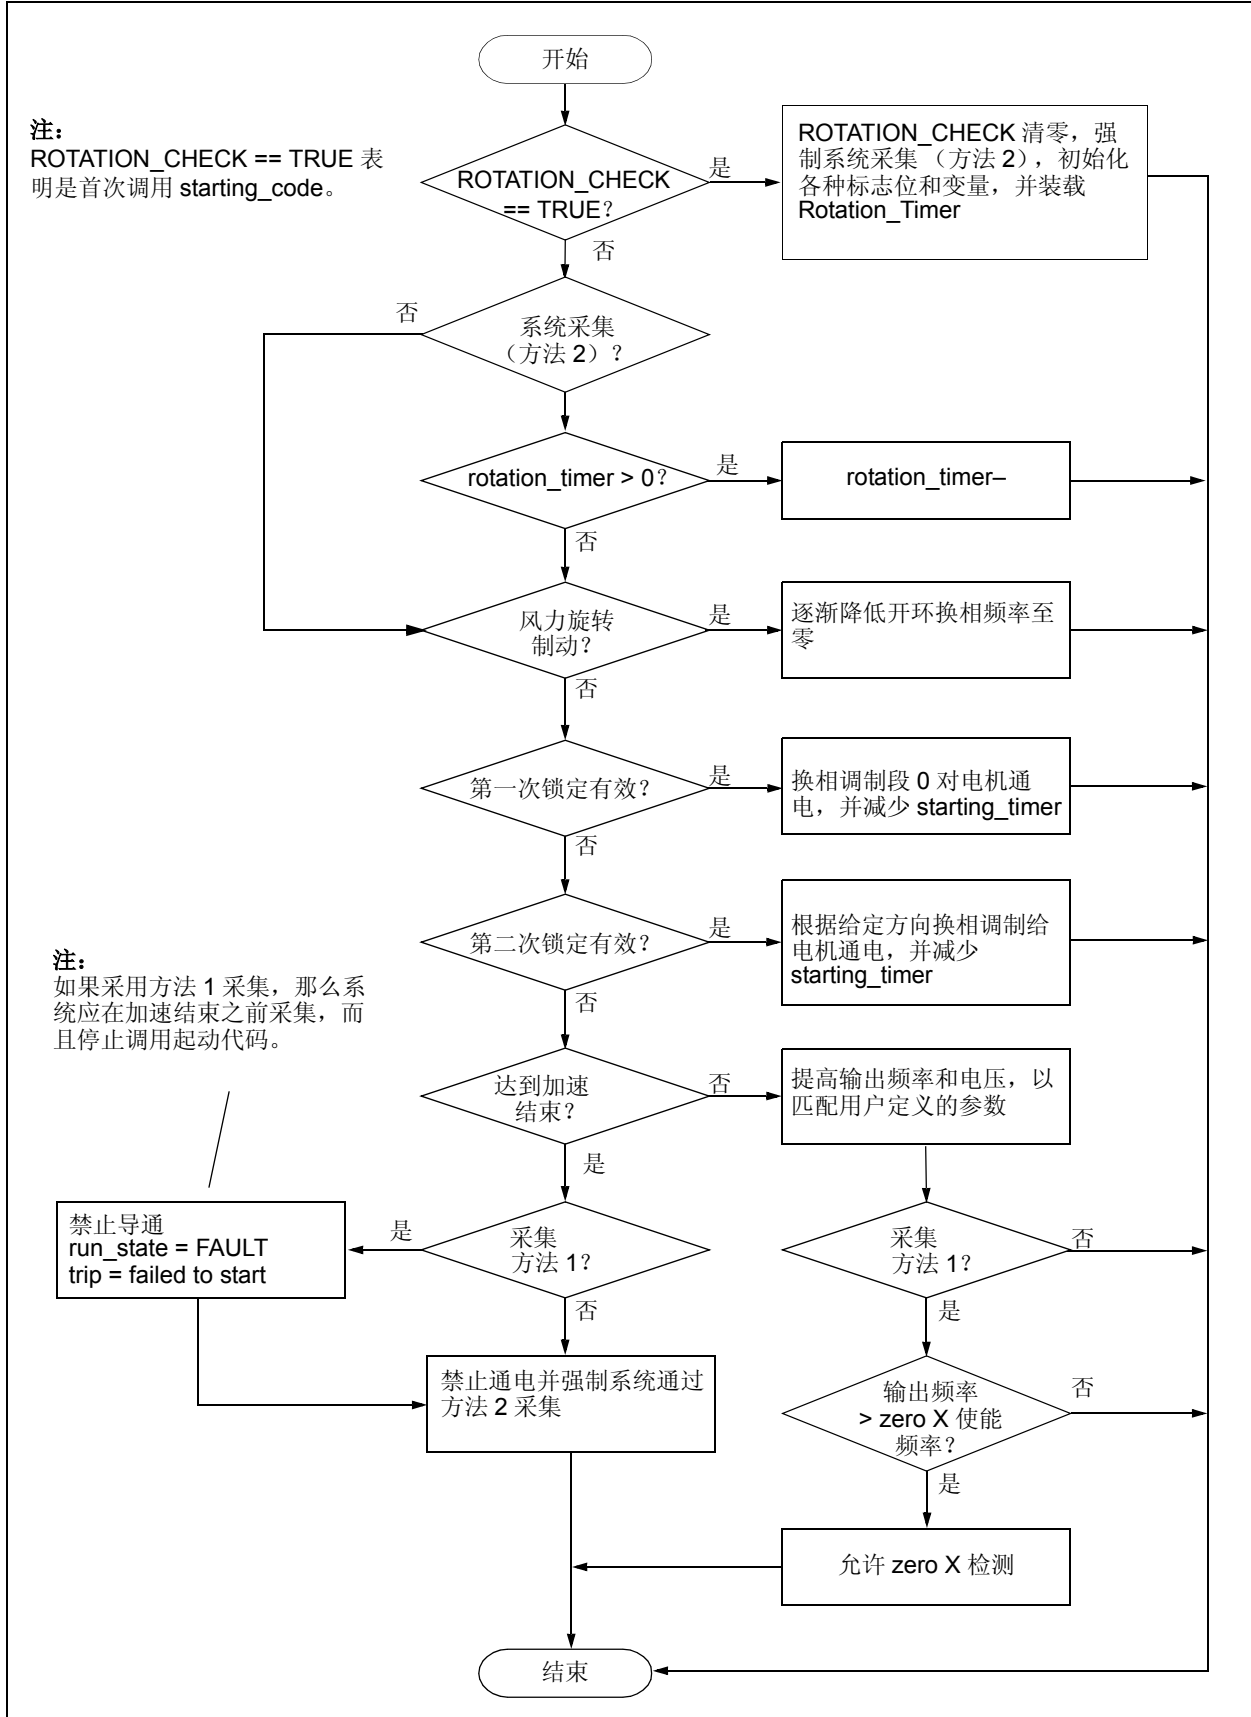 开始
注：
ROTATION_CHECK == TRUE 表
明是首次调用 starting_code。
ROTATION_CHECK
== TRUE？
是
ROTATION_CHECK 清零，强
制系统采集 （方法 2），初始化
各种标志位和变量，并装载
Rotation_Timer
否
否
系统采集
（方法 2）？
rotation_timer > 0？
是
rotation_timer–
否
风力旋转
制动？
是
逐渐降低开环换相频率至
零
否
第一次锁定有效？
是
换相调制段 0 对电机通
电，并减少 starting_timer
否
第二次锁定有效？
是
根据给定方向换相调制给
电机通电，并减少
starting_timer
否
注：
如果采用方法 1 采集，那么系
统应在加速结束之前采集，而
且停止调用起动代码。
达到加速
结束？
否
提高输出频率和电压，以
匹配用户定义的参数
是
禁止导通
run_state = FAULT
trip = failed to start
是
采集
方法 1？
采集
方法 1？
否
否
是
禁止通电并强制系统通过
方法 2 采集
输出频率
> zero X 使能
频率？
否
是
允许 zero X 检测
结束